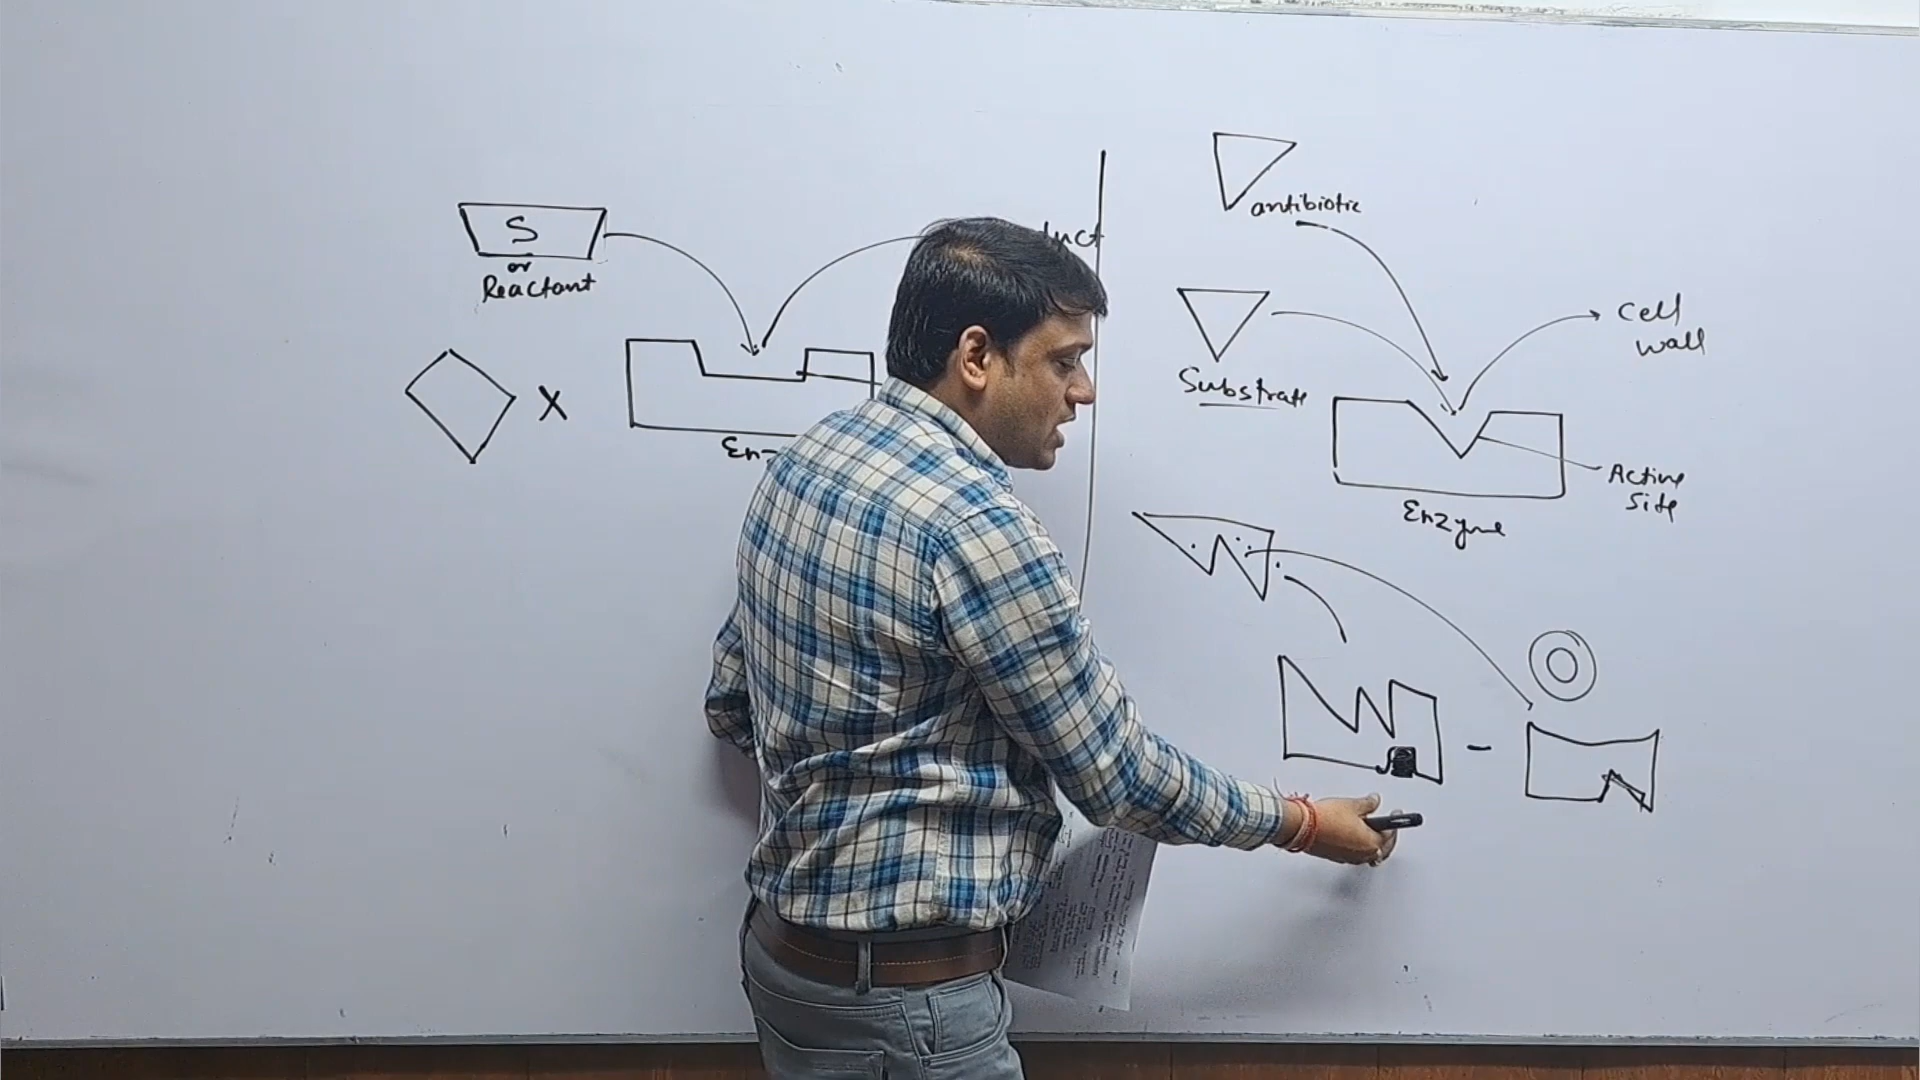 S
or
Reactant
X
antibiotic
Substrate
Cell
wall
Enzyme
Active
Site